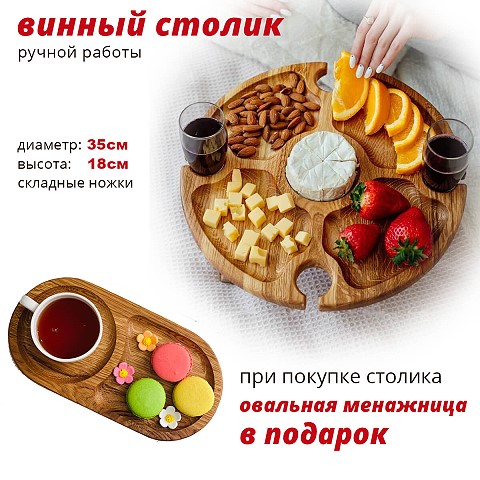 винный столик
ручной работы
диаметр: 35см
высота: 18см
складные ножки
при покупке столика
овальная менажница
в подарок